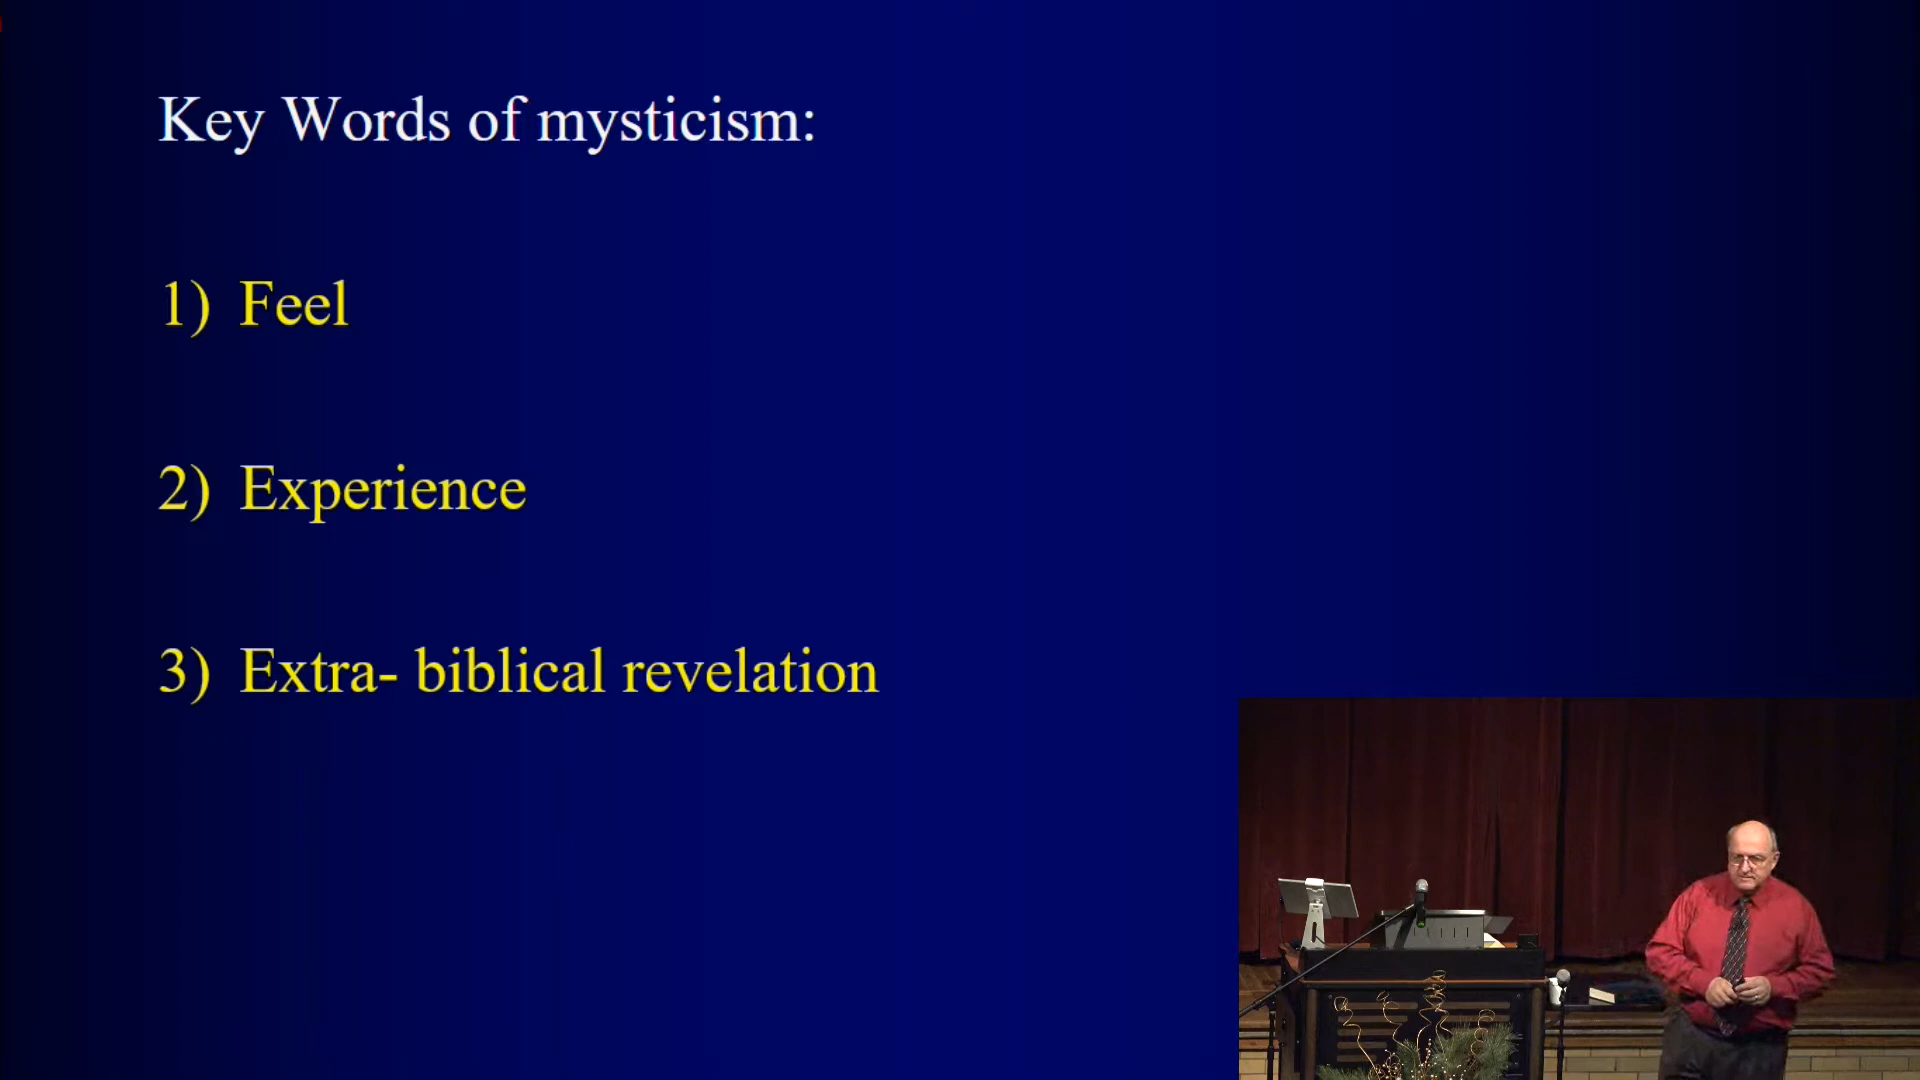 Key Words of mysticism:
1) Feel
2) Experience
3) Extra- biblical revelation